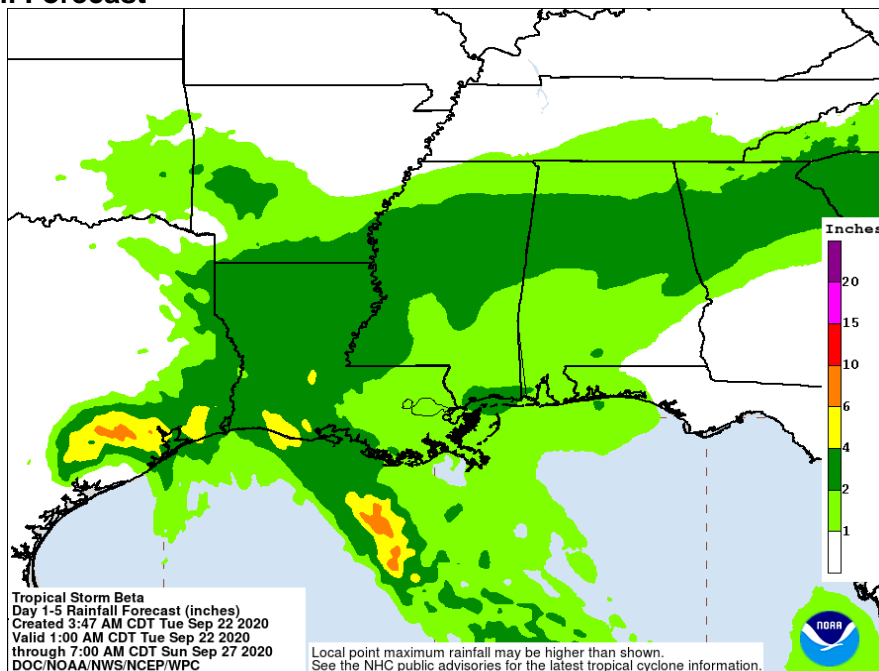 Inches
20
15
10
6
4
2
1
NOAA
Tropical Storm Beta
Day 1-5 Rainfall Forecast (inches)
Created 3:47 AM CDT Tue Sep 22 2020
Valid 1:00 AM CDT Tue Sep 22 2020
through 7:00 AM CDT Sun Sep 27 2020
DOC/NOAA/NWS/NCEP/WPC
Local point maximum rainfall may be higher than shown.
See the NHC public advisories for the latest tropical cyclone information.